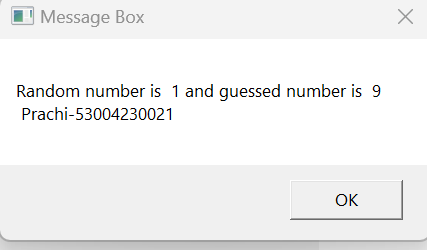 Message Box
Random number is  1 and guessed number is  9
Prachi-53004230021
OK